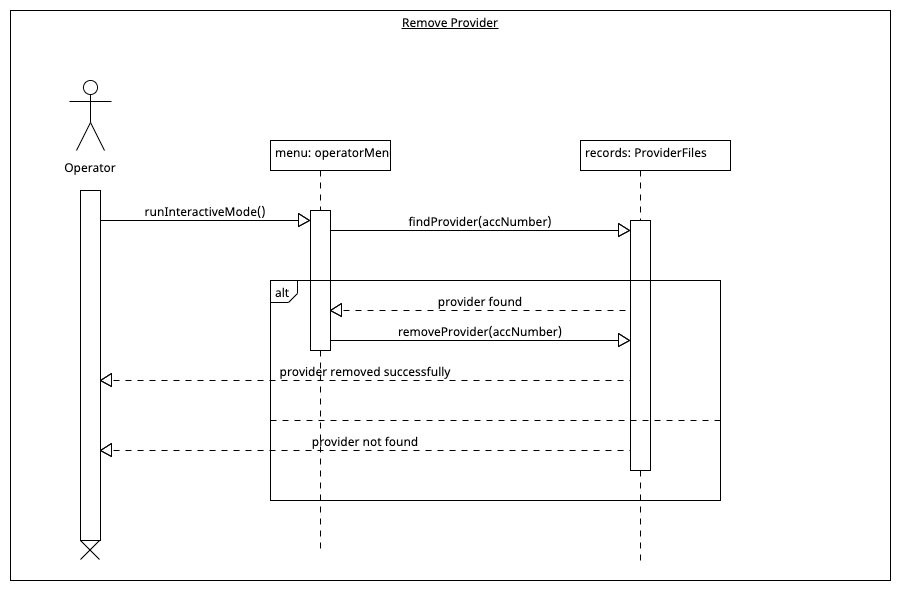 Remove Provider
Operator
menu: operatorMen
records: ProviderFiles
runInteractiveMode()
findProvider(accNumber)
alt
provider found
removeProvider(accNumber)
provider removed successfully
provider not found